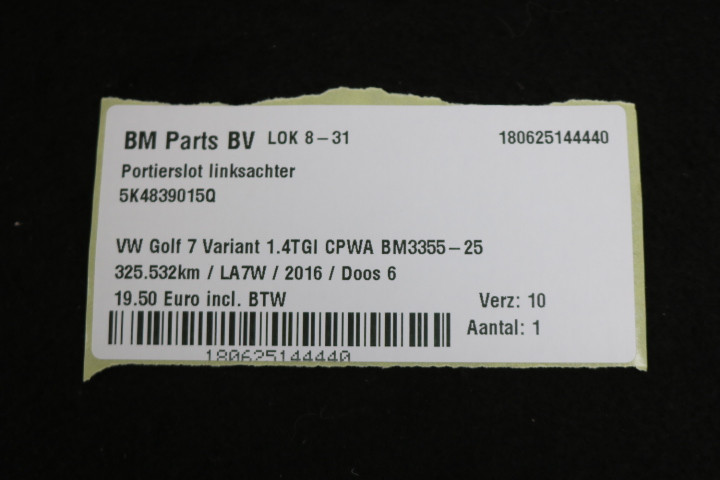 BM Parts BV LOK 8-31 180625144440
Portierslot linksachter
5K4839015Q
VW Golf 7 Variant 1.4TGI CPWA BM3355-25
325.532km / LA7W / 2016 / Doos 6
19.50 Euro incl. BTW Verz: 10
Aantal: 1
180625144440